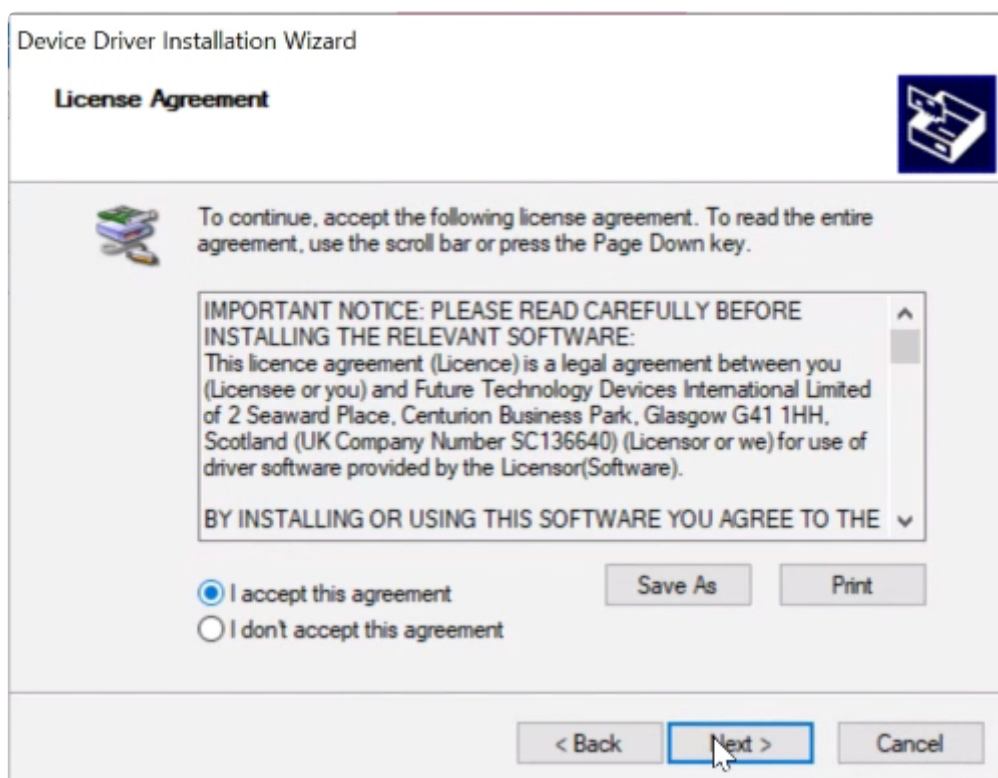 Device Driver Installation Wizard
License Agreement
To continue, accept the following license agreement. To read the entire
agreement, use the scroll bar or press the Page Down key.
IMPORTANT NOTICE: PLEASE READ CAREFULLY BEFORE
INSTALLING THE RELEVANT SOFTWARE:
This licence agreement (Licence) is a legal agreement between you
(Licensee or you) and Future Technology Devices International Limited
of 2 Seaward Place, Centurion Business Park, Glasgow G41 1HH,
Scotland (UK Company Number SC136640) (Licensor or we) for use of
driver software provided by the Licensor(Software).
BY INSTALLING OR USING THIS SOFTWARE YOU AGREE TO THE
I accept this agreement
Save As
Print
I don't accept this agreement
< Back
Next >
Cancel